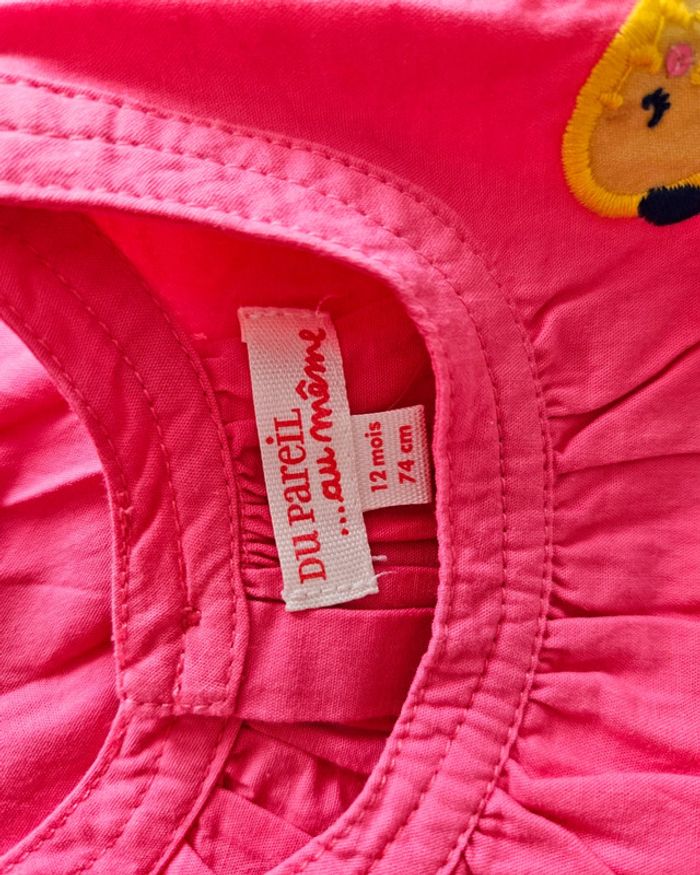 DU PAREIL
...au même
12 mois
74 cm